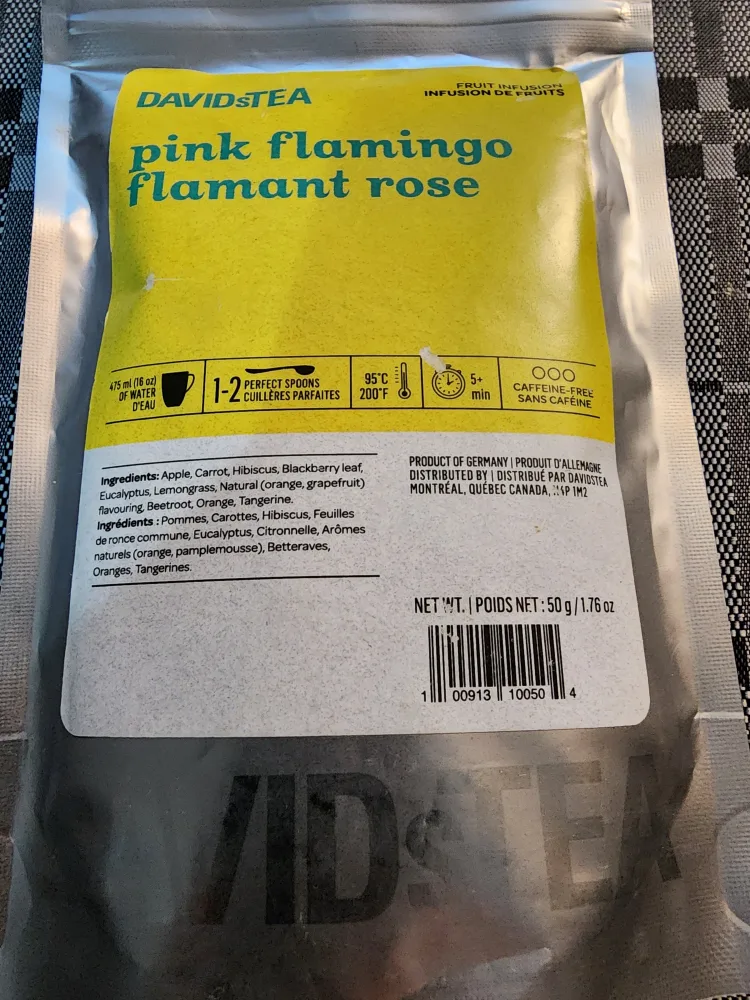 DAVIDsTEA
FRUIT INFUSION
INFUSION DE FRUITS
pink flamingo
flamant rose
475 ml (16 oz)
OF WATER
D'EAU
1-2 PERFECT SPOONS
CUILLÈRES PARFAITES
95°C
200°F
5+
min
CAFFEINE-FREE
SANS CAFÉINE
Ingredients: Apple, Carrot, Hibiscus, Blackberry leaf,
Eucalyptus, Lemongrass, Natural (orange, grapefruit)
flavouring, Beetroot, Orange, Tangerine.
Ingrédients : Pommes, Carottes, Hibiscus, Feuilles
de ronce commune, Eucalyptus, Citronnelle, Arômes
naturels (orange, pamplemousse), Betteraves,
Oranges, Tangerines.
PRODUCT OF GERMANY | PRODUIT D'ALLEMAGNE
DISTRIBUTED BY | DISTRIBUÉ PAR DAVIDSTEA
MONTRÉAL, QUÉBEC CANADA, 1M2
NET WT. | POIDS NET : 50 g / 1.76 oz
1 00913 10050 4
VIDsTEA